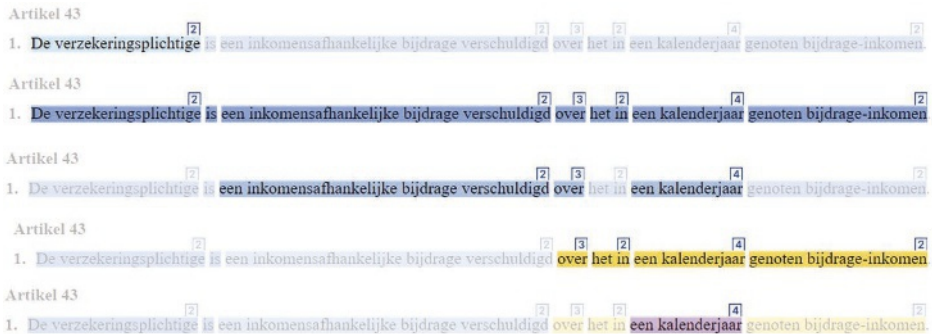 Artikel 43
2 2 3 2 4 2
1. De verzekeringsplichtige is een inkomensafhankelijke bijdrage verschuldigd over het in een kalenderjaar genoten bijdrage-inkomen.
Artikel 43
2 2 3 2 4 2
1. De verzekeringsplichtige is een inkomensafhankelijke bijdrage verschuldigd over het in een kalenderjaar genoten bijdrage-inkomen
Artikel 43
2 2 3 2 4 2
1. De verzekeringsplichtige is een inkomensafhankelijke bijdrage verschuldigd over het in een kalenderjaar genoten bijdrage-inkomen.
Artikel 43
2 2 3 2 4 2
1. De verzekeringsplichtige is een inkomensafhankelijke bijdrage verschuldigd over het in een kalenderjaar genoten bijdrage-inkomen
Artikel 43
2 2 3 2 4 2
1. De verzekeringsplichtige is een inkomensafhankelijke bijdrage verschuldigd over het in een kalenderjaar genoten bijdrage-inkomen.